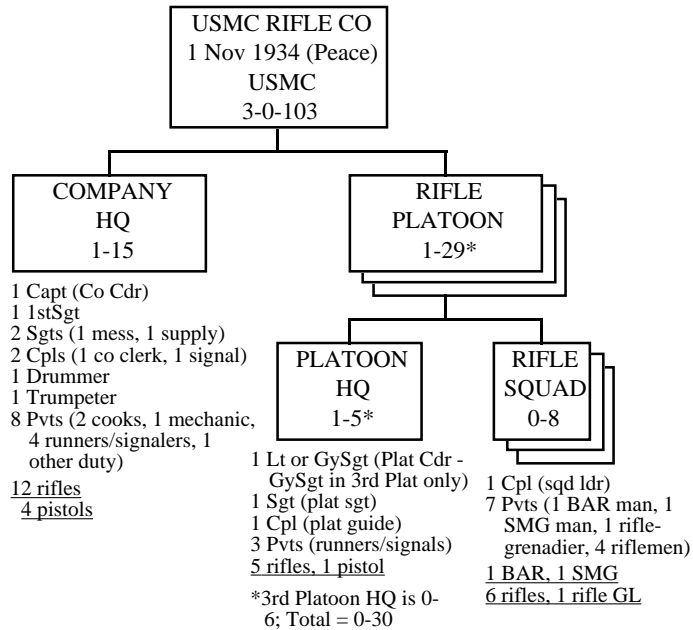 USMC RIFLE CO
1 Nov 1934 (Peace)
USMC
3-0-103
COMPANY
HQ
1-15
1 Capt (Co Cdr)
1 1stSgt
2 Sgts (1 mess, 1 supply)
2 Cpls (1 co clerk, 1 signal)
1 Drummer
1 Trumpeter
8 Pvts (2 cooks, 1 mechanic,
4 runners/signalers, 1
other duty)
12 rifles
4 pistols
RIFLE
PLATOON
1-29*
PLATOON
HQ
1-5*
1 Lt or GySgt (Plat Cdr -
GySgt in 3rd Plat only)
1 Sgt (plat sgt)
1 Cpl (plat guide)
3 Pvts (runners/signals)
5 rifles, 1 pistol
*3rd Platoon HQ is 0-
6; Total = 0-30
RIFLE
SQUAD
0-8
1 Cpl (sqd ldr)
7 Pvts (1 BAR man, 1
SMG man, 1 rifle-
grenadier, 4 riflemen)
1 BAR, 1 SMG
6 rifles, 1 rifle GL